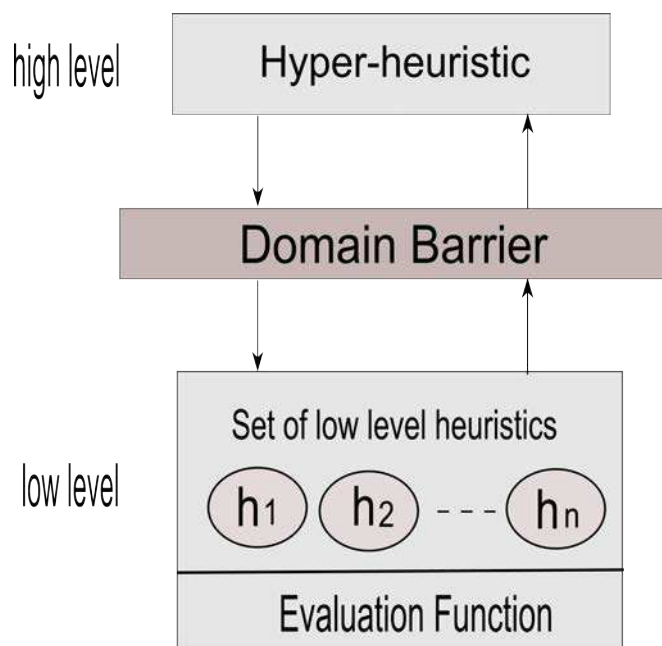 high level
Hyper-heuristic
Domain Barrier
Set of low level heuristics
low level
h1 h2 - - - hn
Evaluation Function